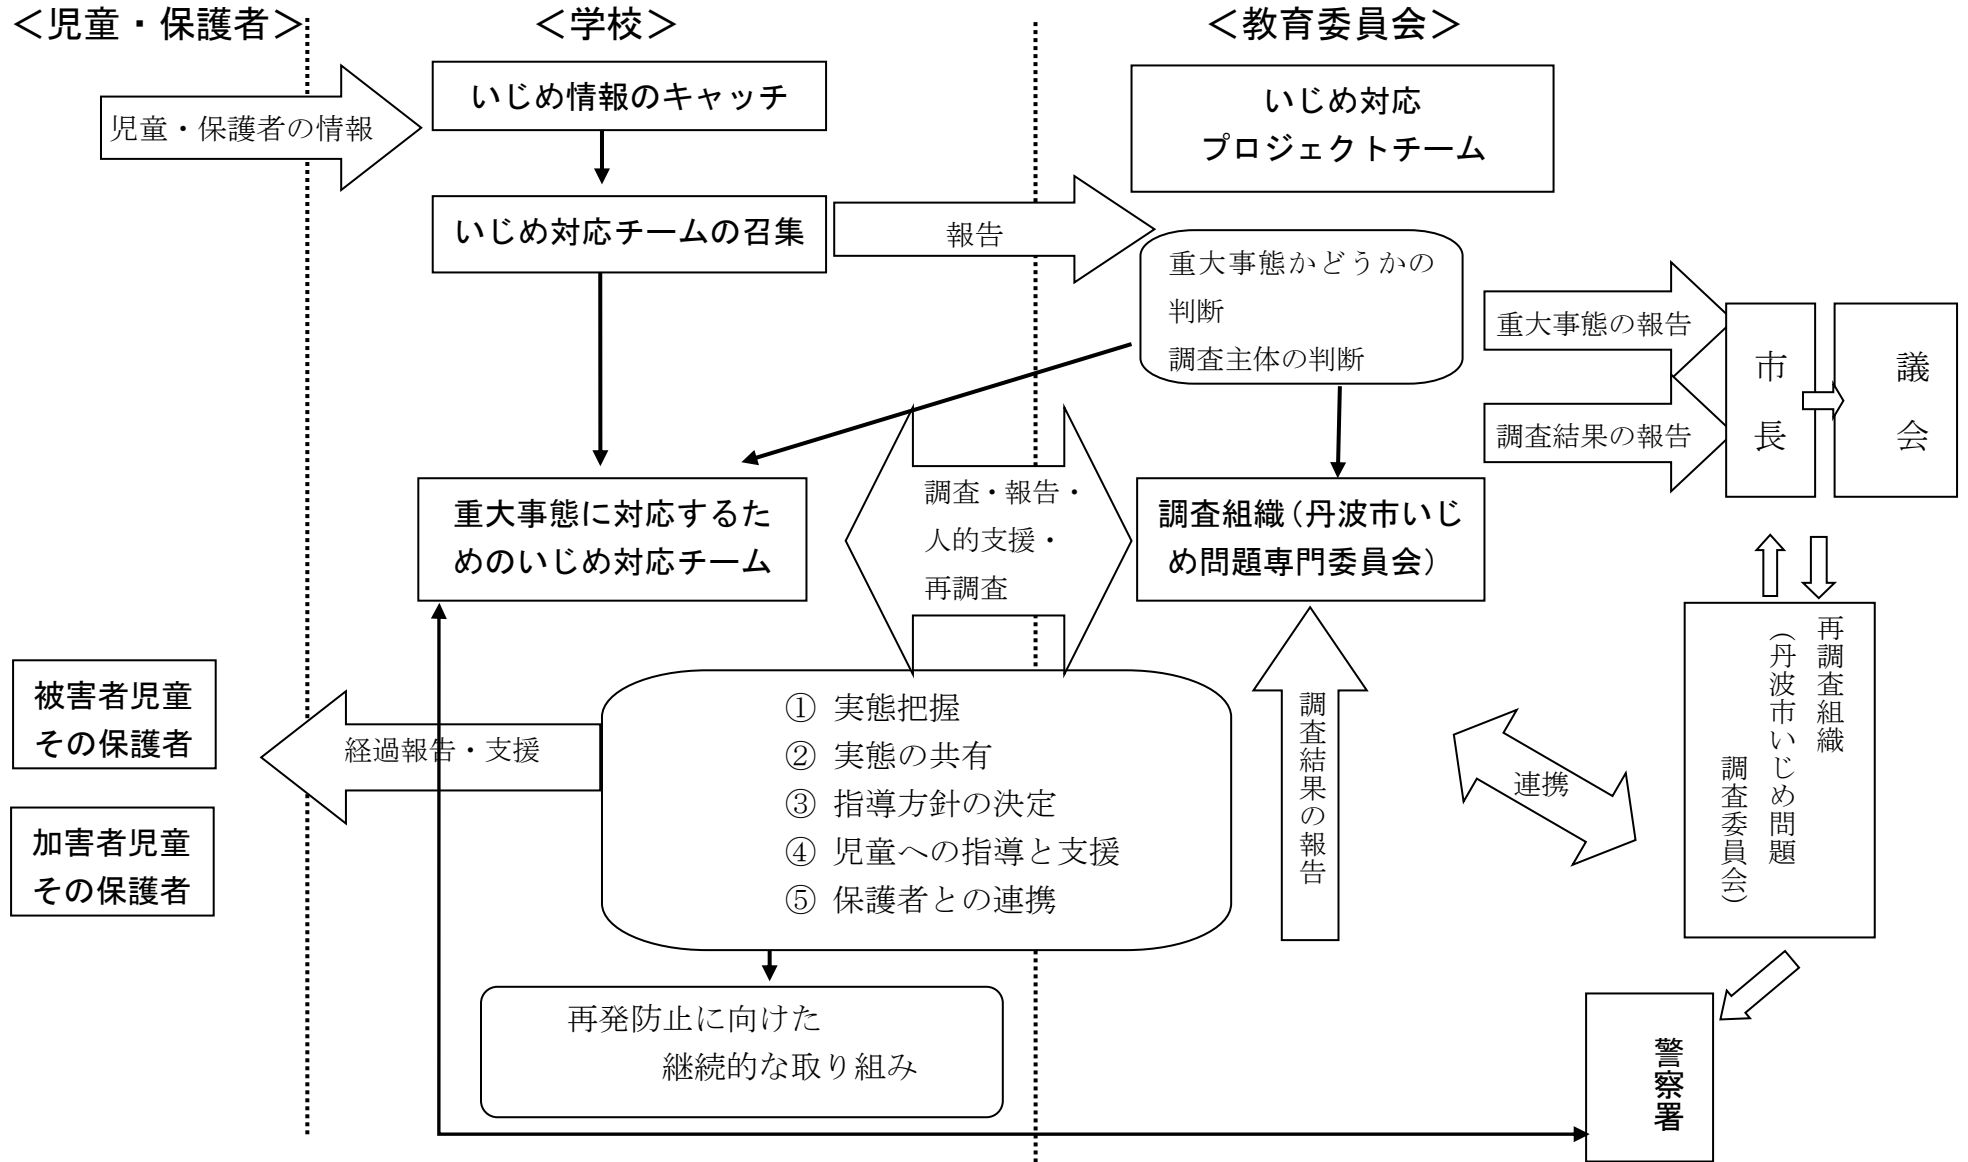 ＜児童・保護者＞
＜学校＞
＜教育委員会＞
児童・保護者の情報
いじめ情報のキャッチ
いじめ対応
プロジェクトチーム
いじめ対応チームの召集
報告
重大事態かどうかの
判断
調査主体の判断
重大事態の報告
調査結果の報告
市長
議会
重大事態に対応するた
めのいじめ対応チーム
調査・報告・
人的支援・
再調査
調査組織（丹波市いじ
め問題専門委員会）
再調査組織
（丹波市いじめ問題
調査委員会）
被害者児童
その保護者
経過報告・支援
加害者児童
その保護者
① 実態把握
② 実態の共有
③ 指導方針の決定
④ 児童への指導と支援
⑤ 保護者との連携
調査結果の報告
連携
再発防止に向けた
継続的な取り組み
警察署